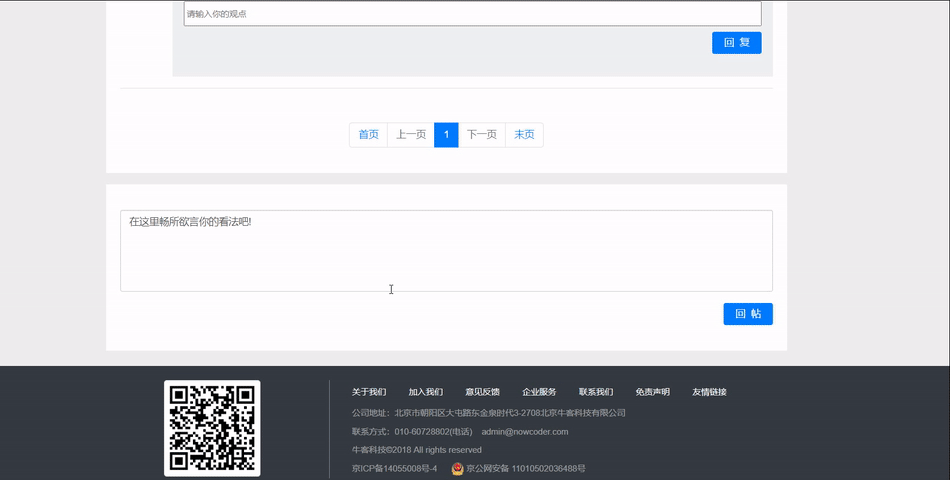 请输入你的观点
回 复
首页 上一页 1 下一页 末页
在这里畅所欲言你的看法吧!
回 帖
关于我们 加入我们 意见反馈 企业服务 联系我们 免责声明 友情链接
公司地址：北京市朝阳区大屯路东金泉时代3-2708北京牛客科技有限公司
联系方式：010-60728802(电话) admin@nowcoder.com
牛客科技©2018 All rights reserved
京ICP备14055008号-4 京公网安备 11010502036488号